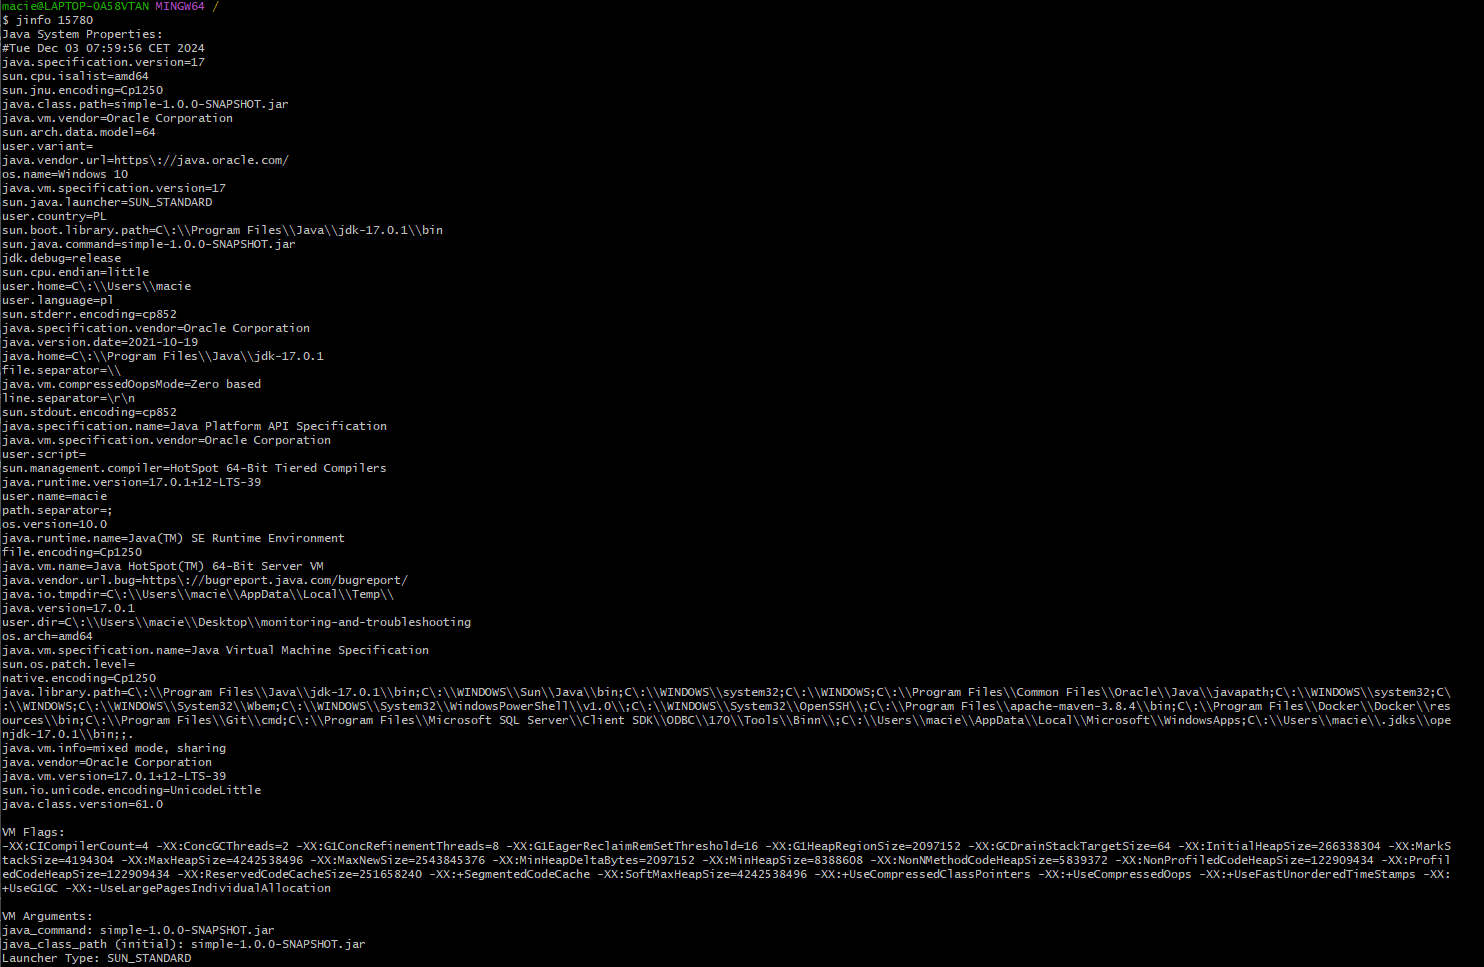 macie@LAPTOP-0A58VTAN MINGW64 /
$ jinfo 15780
Java System Properties:
#Tue Dec 03 07:59:56 CET 2024
java.specification.version=17
sun.cpu.isalist=amd64
sun.jnu.encoding=Cp1250
java.class.path=simple-1.0.0-SNAPSHOT.jar
java.vm.vendor=Oracle Corporation
sun.arch.data.model=64
user.variant=
java.vendor.url=https\://java.oracle.com/
os.name=Windows 10
java.vm.specification.version=17
sun.java.launcher=SUN_STANDARD
user.country=PL
sun.boot.library.path=C\:\\Program Files\\Java\\jdk-17.0.1\\bin
sun.java.command=simple-1.0.0-SNAPSHOT.jar
jdk.debug=release
sun.cpu.endian=little
user.home=C\:\\Users\\macie
user.language=pl
sun.stderr.encoding=cp852
java.specification.vendor=Oracle Corporation
java.version.date=2021-10-19
java.home=C\:\\Program Files\\Java\\jdk-17.0.1
file.separator=\\
java.vm.compressedOopsMode=Zero based
line.separator=\r\n
sun.stdout.encoding=cp852
java.specification.name=Java Platform API Specification
java.vm.specification.vendor=Oracle Corporation
user.script=
sun.management.compiler=HotSpot 64-Bit Tiered Compilers
java.runtime.version=17.0.1+12-LTS-39
user.name=macie
path.separator=;
os.version=10.0
java.runtime.name=Java(TM) SE Runtime Environment
file.encoding=Cp1250
java.vm.name=Java HotSpot(TM) 64-Bit Server VM
java.vendor.url.bug=https\://bugreport.java.com/bugreport/
java.io.tmpdir=C\:\\Users\\macie\\AppData\\Local\\Temp\\
java.version=17.0.1
user.dir=C\:\\Users\\macie\\Desktop\\monitoring-and-troubleshooting
os.arch=amd64
java.vm.specification.name=Java Virtual Machine Specification
sun.os.patch.level=
native.encoding=Cp1250
java.library.path=C\:\\Program Files\\Java\\jdk-17.0.1\\bin;C\:\\WINDOWS\\Sun\\Java\\bin;C\:\\WINDOWS\\system32;C\:\\WINDOWS;C\:\\Program Files\\Common Files\\Oracle\\Java\\javapath;C\:\\WINDOWS\\system32;C\
:\\WINDOWS;C\:\\WINDOWS\\System32\\Wbem;C\:\\WINDOWS\\System32\\WindowsPowerShell\\v1.0\\;C\:\\WINDOWS\\System32\\OpenSSH\\;C\:\\Program Files\\apache-maven-3.8.4\\bin;C\:\\Program Files\\Docker\\Docker\\res
ources\\bin;C\:\\Program Files\\Git\\cmd;C\:\\Program Files\\Microsoft SQL Server\\Client SDK\\ODBC\\170\\Tools\\Binn\\;C\:\\Users\\macie\\AppData\\Local\\Microsoft\\WindowsApps;C\:\\Users\\macie\\.jdks\\ope
njdk-17.0.1\\bin;;.
java.vm.info=mixed mode, sharing
java.vendor=Oracle Corporation
java.vm.version=17.0.1+12-LTS-39
sun.io.unicode.encoding=UnicodeLittle
java.class.version=61.0
VM Flags:
-XX:CICompilerCount=4 -XX:ConcGCThreads=2 -XX:G1ConcRefinementThreads=8 -XX:G1EagerReclaimRemSetThreshold=16 -XX:G1HeapRegionSize=2097152 -XX:GCDrainStackTargetSize=64 -XX:InitialHeapSize=266338304 -XX:MarkS
tackSize=4194304 -XX:MaxHeapSize=4242538496 -XX:MaxNewSize=2543845376 -XX:MinHeapDeltaBytes=2097152 -XX:MinHeapSize=8388608 -XX:NonNMethodCodeHeapSize=5839372 -XX:NonProfiledCodeHeapSize=122909434 -XX:Profil
edCodeHeapSize=122909434 -XX:ReservedCodeCacheSize=251658240 -XX:+SegmentedCodeCache -XX:SoftMaxHeapSize=4242538496 -XX:+UseCompressedClassPointers -XX:+UseCompressedOops -XX:+UseFastUnorderedTimeStamps -XX:
+UseG1GC -XX:-UseLargePagesIndividualAllocation
VM Arguments:
java_command: simple-1.0.0-SNAPSHOT.jar
java_class_path (initial): simple-1.0.0-SNAPSHOT.jar
Launcher Type: SUN_STANDARD